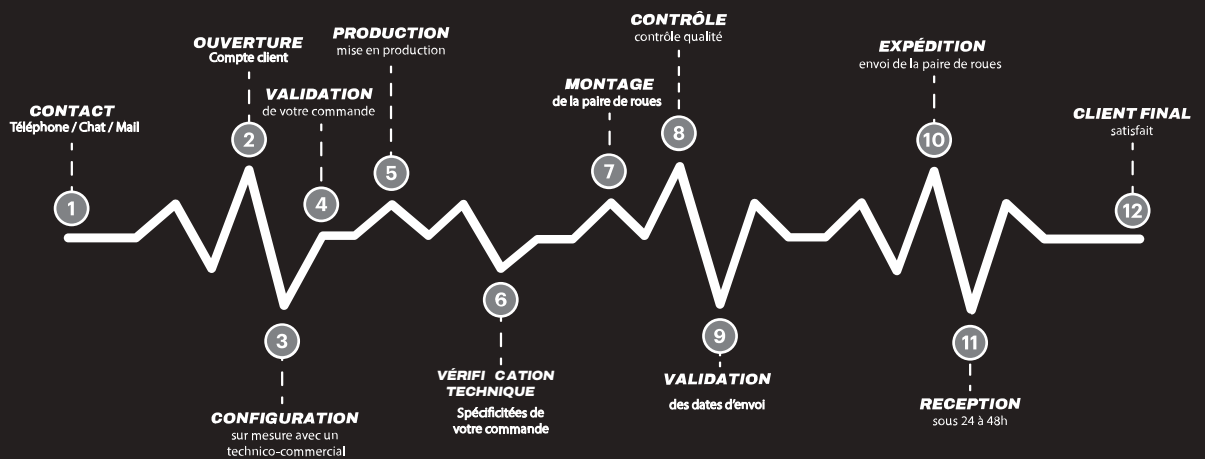 CONTACT
Téléphone / Chat / Mail
1
OUVERTURE
Compte client
2
3
CONFIGURATION
sur mesure avec un
technico-commercial
VALIDATION
de votre commande
4
PRODUCTION
mise en production
5
6
VÉRIFI CATION
TECHNIQUE
Spécificitées de
votre commande
MONTAGE
de la paire de roues
7
CONTRÔLE
contrôle qualité
8
9
VALIDATION
des dates d'envoi
EXPÉDITION
envoi de la paire de roues
10
11
RECEPTION
sous 24 à 48h
CLIENT FINAL
satisfait
12